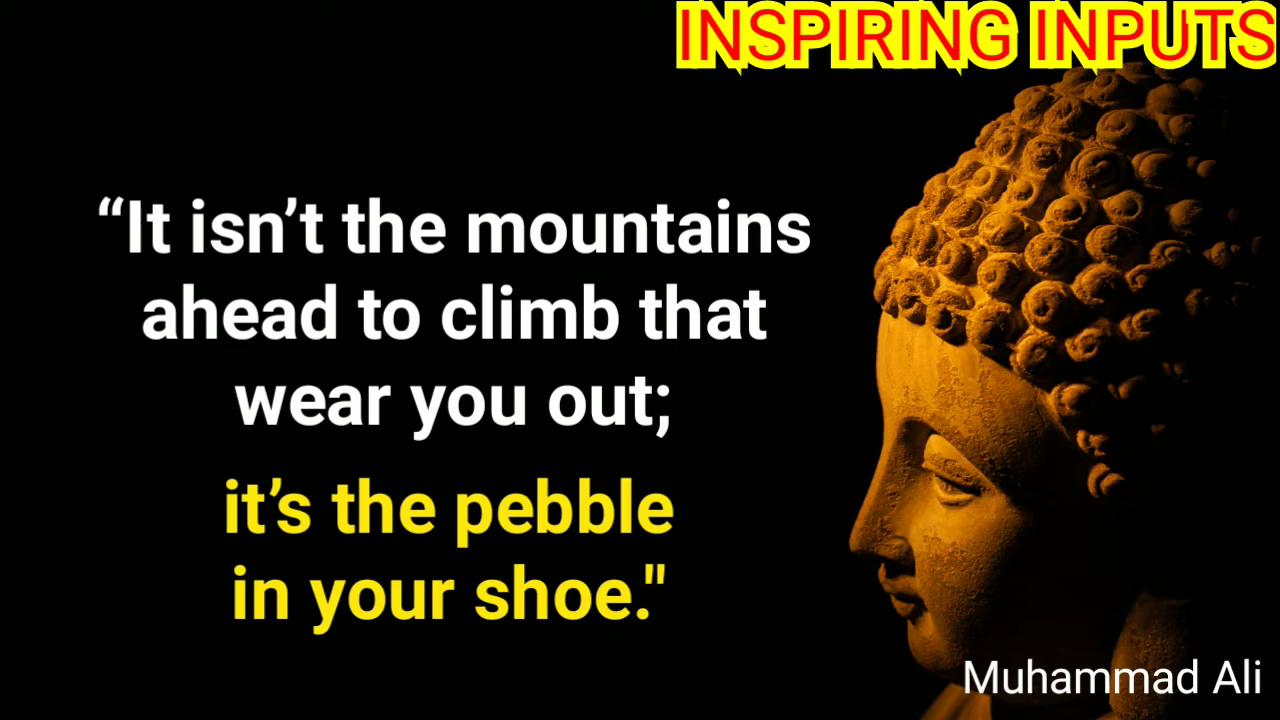 INSPIRING INPUTS
“It isn’t the mountains
ahead to climb that
wear you out;
it’s the pebble
in your shoe."
Muhammad Ali